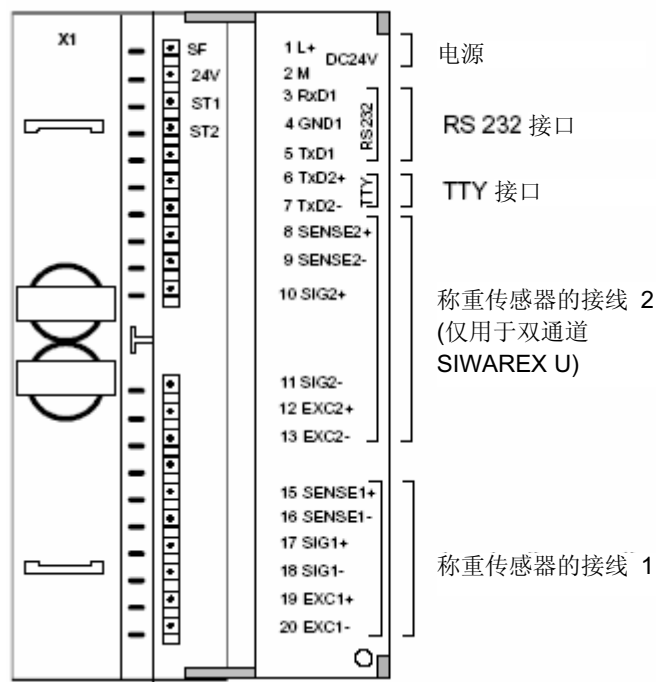 X1
SF
24V
ST1
ST2
1 L+
DC24V
2 M
3 RxD1
4 GND1
5 TxD1
RS232
6 TxD2+
7 TxD2-
TTY
8 SENSE2+
9 SENSE2-
10 SIG2+
11 SIG2-
12 EXC2+
13 EXC2-
15 SENSE1+
16 SENSE1-
17 SIG1+
18 SIG1-
19 EXC1+
20 EXC1-
电源
RS 232 接口
TTY 接口
称重传感器的接线 2
(仅用于双通道
SIWAREX U)
称重传感器的接线 1